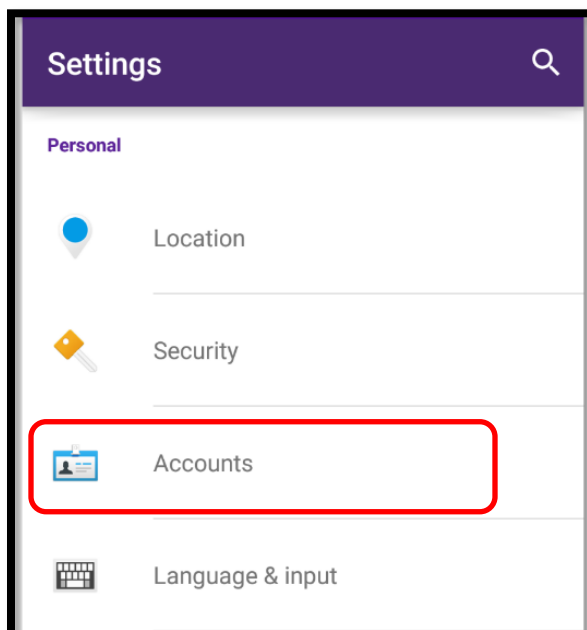 Settings
Personal
Location
Security
Accounts
Language & input